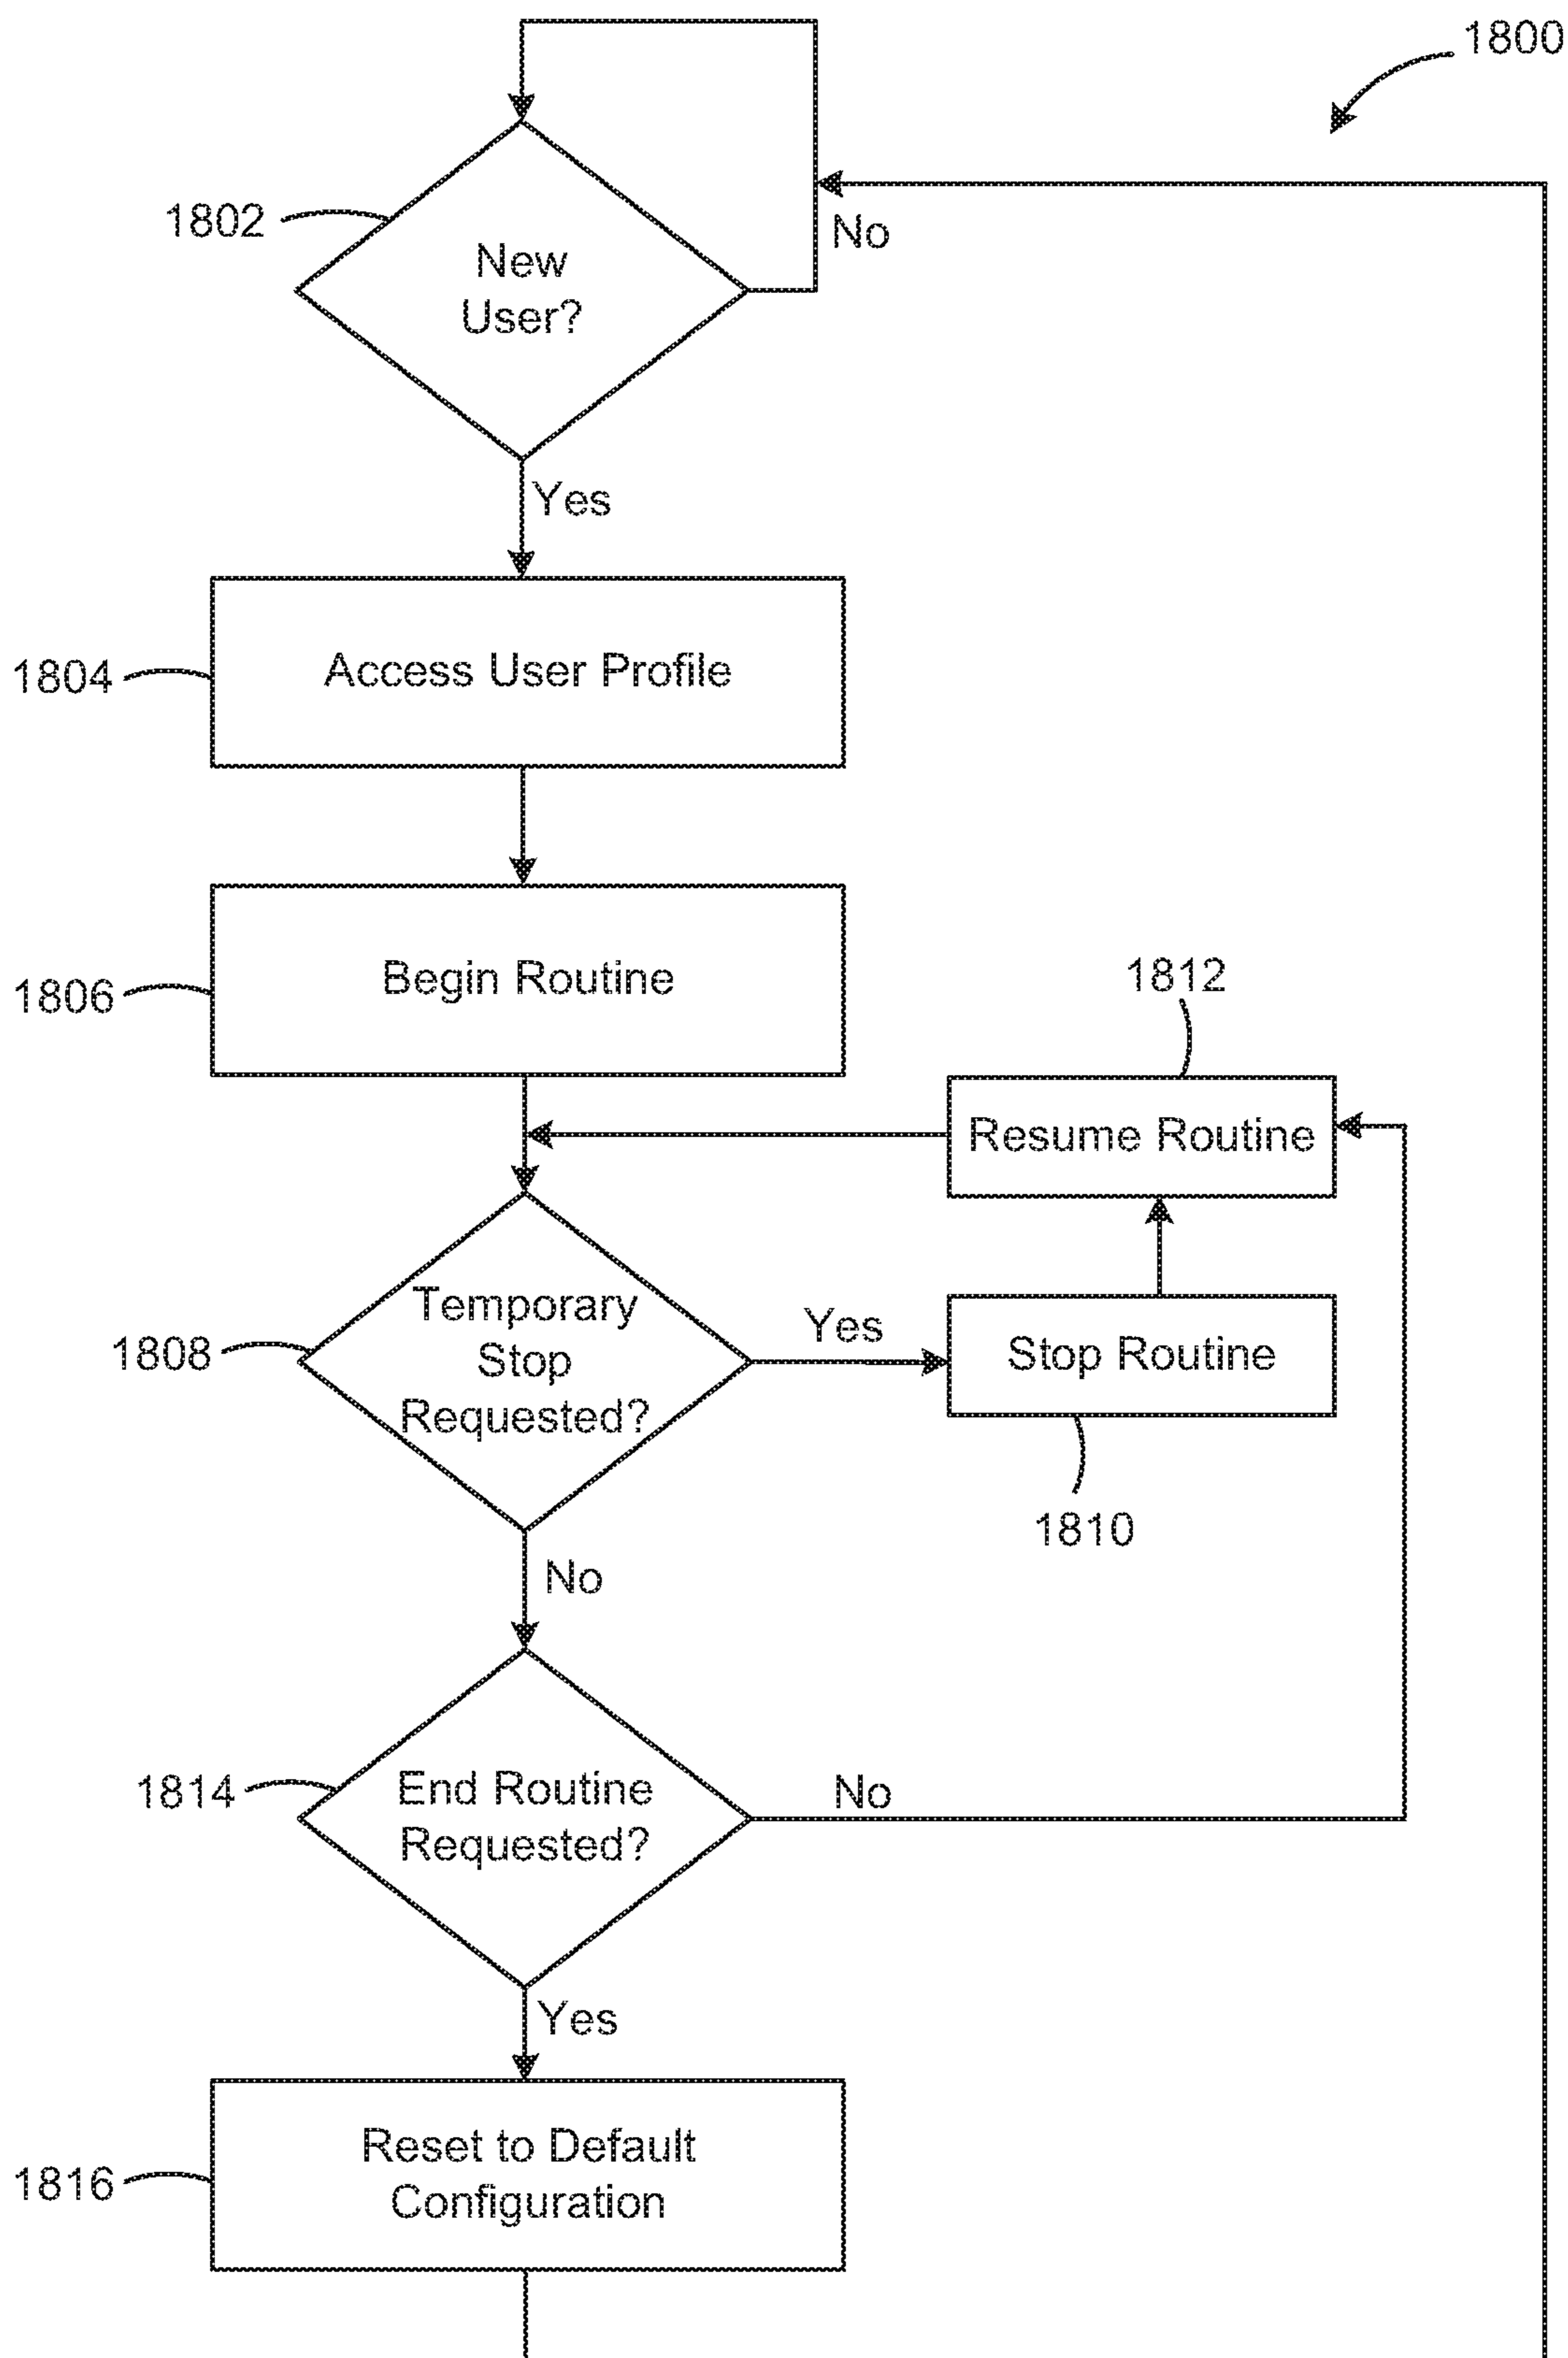 1800
1802
New
User?
No
Yes
1804
Access User Profile
1806
Begin Routine
1812
Resume Routine
1808
Temporary
Stop
Requested?
Yes
Stop Routine
1810
No
1814
End Routine
Requested?
No
Yes
1816
Reset to Default
Configuration